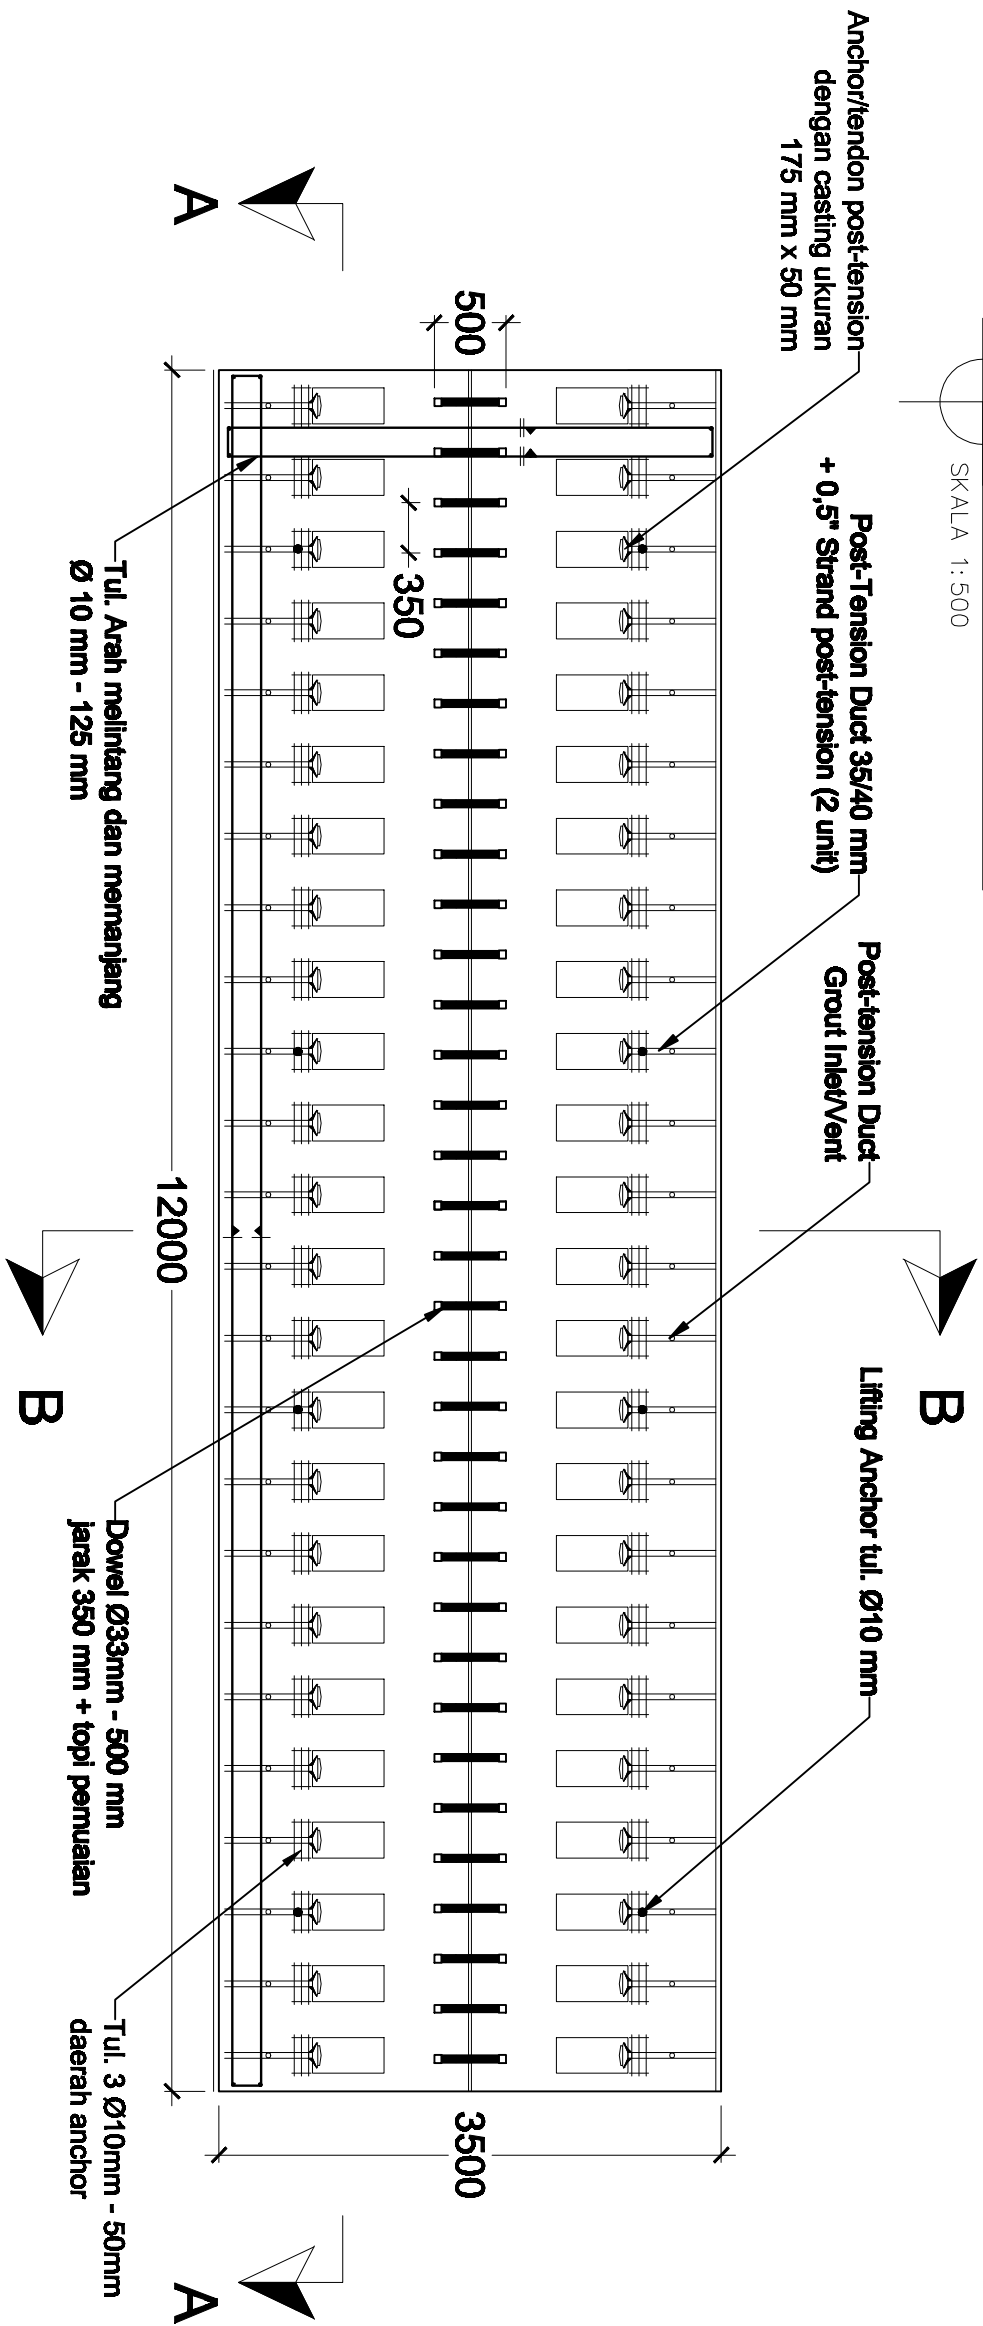 SKALA 1:500
Anchor/tendon post-tension
dengan casting ukuran
175 mm x 50 mm
Post-Tension Duct 35/40 mm
+ 0,5" Strand post-tension (2 unit)
Post-tension Duct
Grout Inlet/Vent
Lifting Anchor tul. Ø10 mm
B
A
500
350
3500
A
12000
B
Tul. Arah melintang dan memanjang
Ø 10 mm - 125 mm
Dowel Ø33mm - 500 mm
jarak 350 mm + topi pemuaian
Tul. 3 Ø10mm - 50mm
daerah anchor